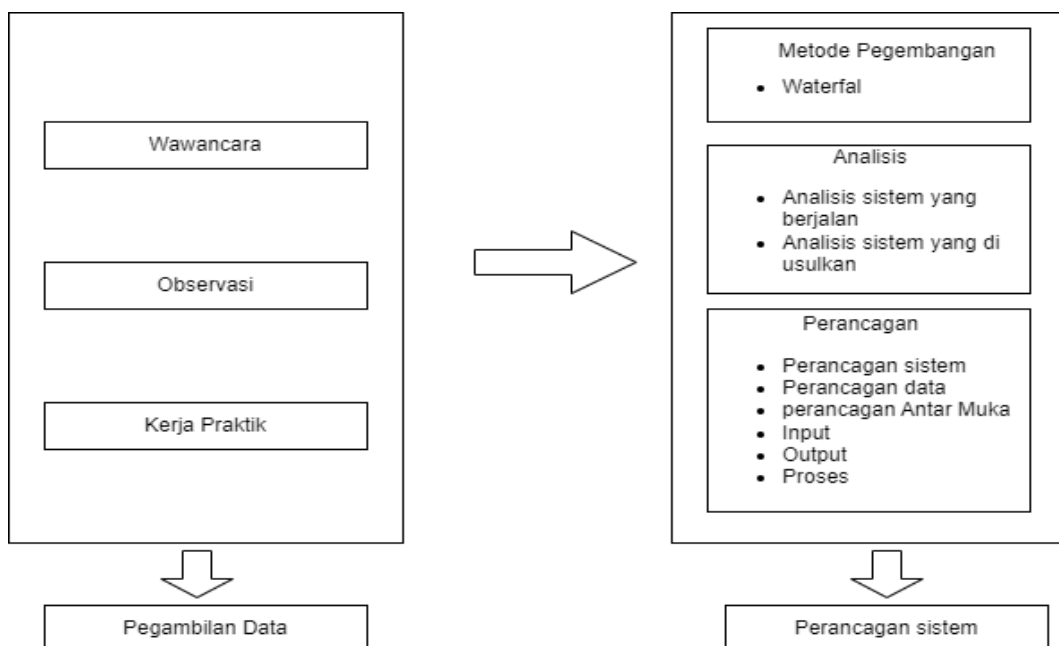 Wawancara
Observasi
Kerja Praktik
Pegambilan Data
Metode Pegembangan
Waterfal
Analisis
Analisis sistem yang
berjalan
Analisis sistem yang di
usulkan
Perancagan
Perancagan sistem
Perancagan data
perancagan Antar Muka
Input
Output
Proses
Perancagan sistem